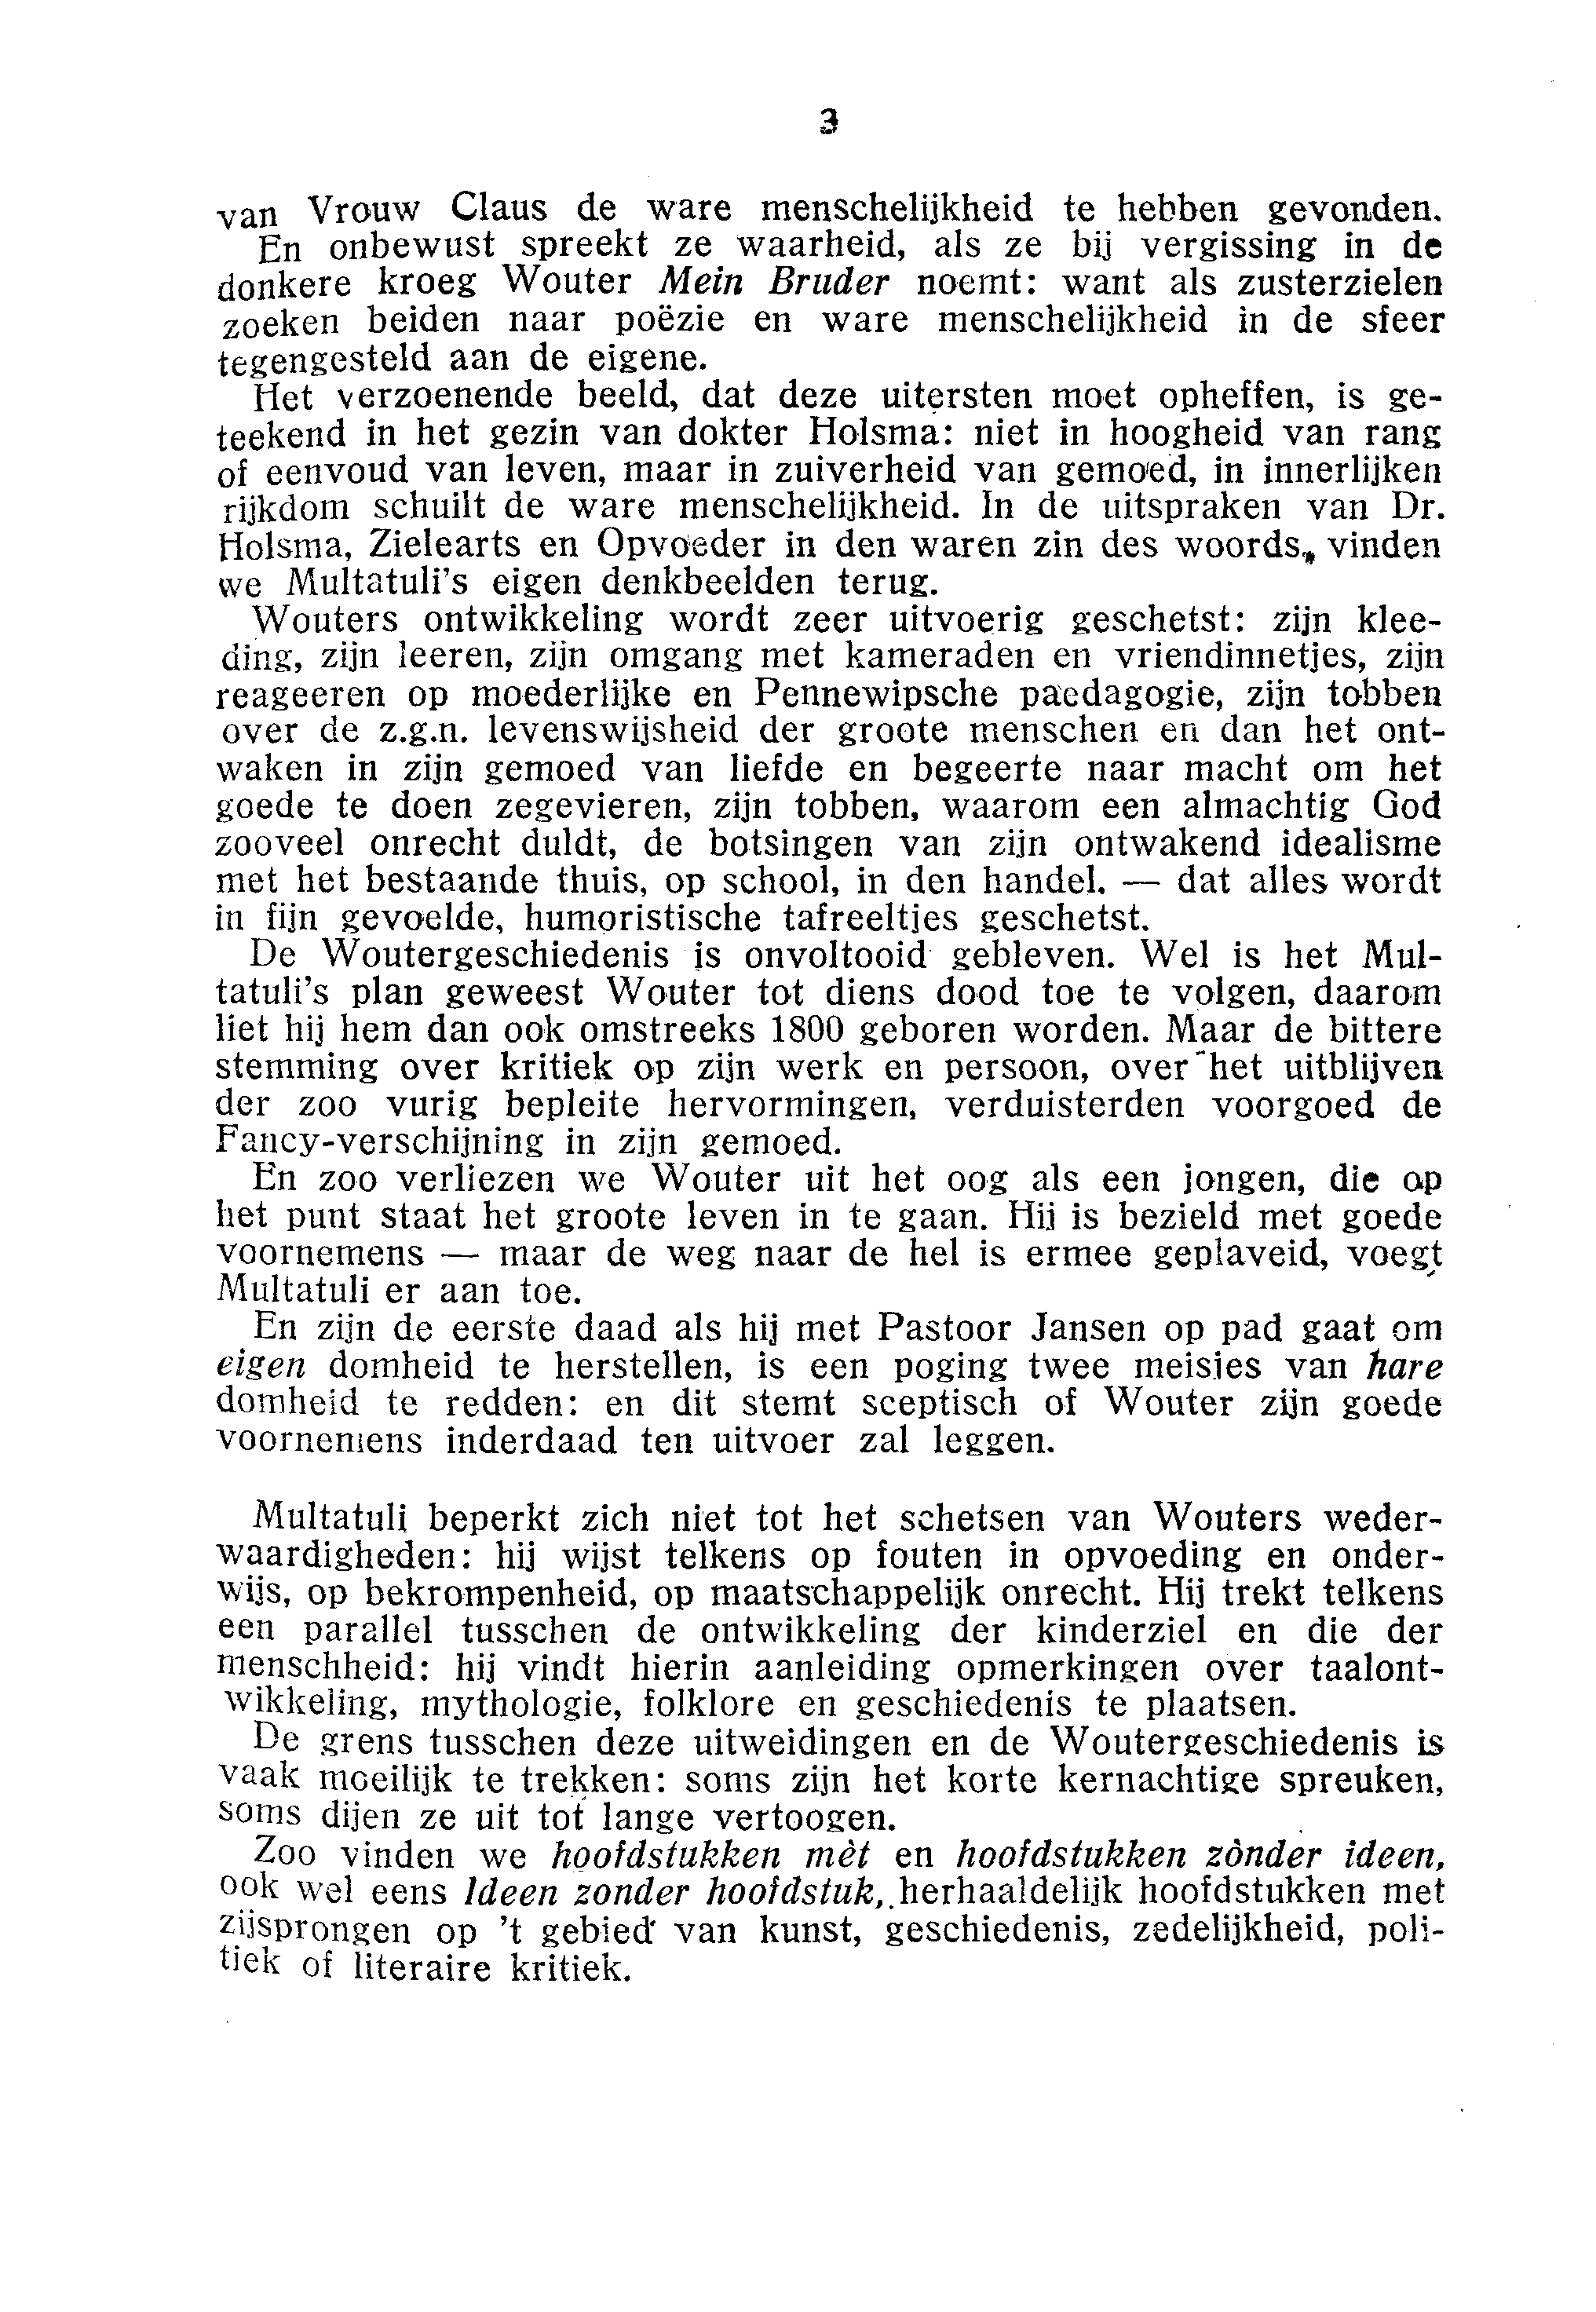 3
van Vrouw Claus de ware menschelijkheid te hebben gevonden.
En onbewust spreekt ze waarheid, als ze bij vergissing in de
donkere kroeg Wouter Mein Bruder noemt: want als zusterzielen
zoeken beiden naar poëzie en ware menschelijkheid in de sfeer
tegengesteld aan de eigene.
Het verzoenende beeld, dat deze uitersten moet opheffen, is ge-
teekend in het gezin van dokter Holsma: niet in hoogheid van rang
of eenvoud van leven, maar in zuiverheid van gemoed, in innerlijken
rijkdom schuilt de ware menschelijkheid. In de uitspraken van Dr.
Holsma, Zielearts en Opvoeder in den waren zin des woords, vinden
we Multatuli's eigen denkbeelden terug.
Wouters ontwikkeling wordt zeer uitvoerig geschetst: zijn klee-
ding, zijn leeren, zijn omgang met kameraden en vriendinnetjes, zijn
reageeren op moederlijke en Pennewipsche paedagogie, zijn tobben
over de z.g.n. levenswijsheid der groote menschen en dan het ont-
waken in zijn gemoed van liefde en begeerte naar macht om het
goede te doen zegevieren, zijn tobben, waarom een almachtig God
zooveel onrecht duldt, de botsingen van zijn ontwakend idealisme
met het bestaande thuis, op school, in den handel. — dat alles wordt
in fijn gevoelde, humoristische tafreeltjes geschetst.
De Woutergeschiedenis is onvoltooid gebleven. Wel is het Mul-
tatuli's plan geweest Wouter tot diens dood toe te volgen, daarom
liet hij hem dan ook omstreeks 1800 geboren worden. Maar de bittere
stemming over kritiek op zijn werk en persoon, over het uitblijven
der zoo vurig bepleite hervormingen, verduisterden voorgoed de
Fancy-verschijning in zijn gemoed.
En zoo verliezen we Wouter uit het oog als een jongen, die op
het punt staat het groote leven in te gaan. Hij is bezield met goede
voornemens — maar de weg naar de hel is ermee geplaveid, voegt
Multatuli er aan toe.
En zijn de eerste daad als hij met Pastoor Jansen op pad gaat om
eigen domheid te herstellen, is een poging twee meisjes van hare
domheid te redden: en dit stemt sceptisch of Wouter zijn goede
voornemens inderdaad ten uitvoer zal leggen.
Multatuli beperkt zich niet tot het schetsen van Wouters weder-
waardigheden: hij wijst telkens op fouten in opvoeding en onder-
wijs, op bekrompenheid, op maatschappelijk onrecht. Hij trekt telkens
een parallel tusschen de ontwikkeling der kinderziel en die der
menschheid: hij vindt hierin aanleiding opmerkingen over taalont-
wikkeling, mythologie, folklore en geschiedenis te plaatsen.
De grens tusschen deze uitweidingen en de Woutergeschiedenis is
vaak moeilijk te trekken: soms zijn het korte kernachtige spreuken,
soms dijen ze uit tot lange vertoogen.
Zoo vinden we hoofdstukken mèt en hoofdstukken zònder ideen,
ook wel eens Ideen zonder hoofdstuk, herhaaldelijk hoofdstukken met
zijsprongen op 't gebied van kunst, geschiedenis, zedelijkheid, poli-
tiek of literaire kritiek.